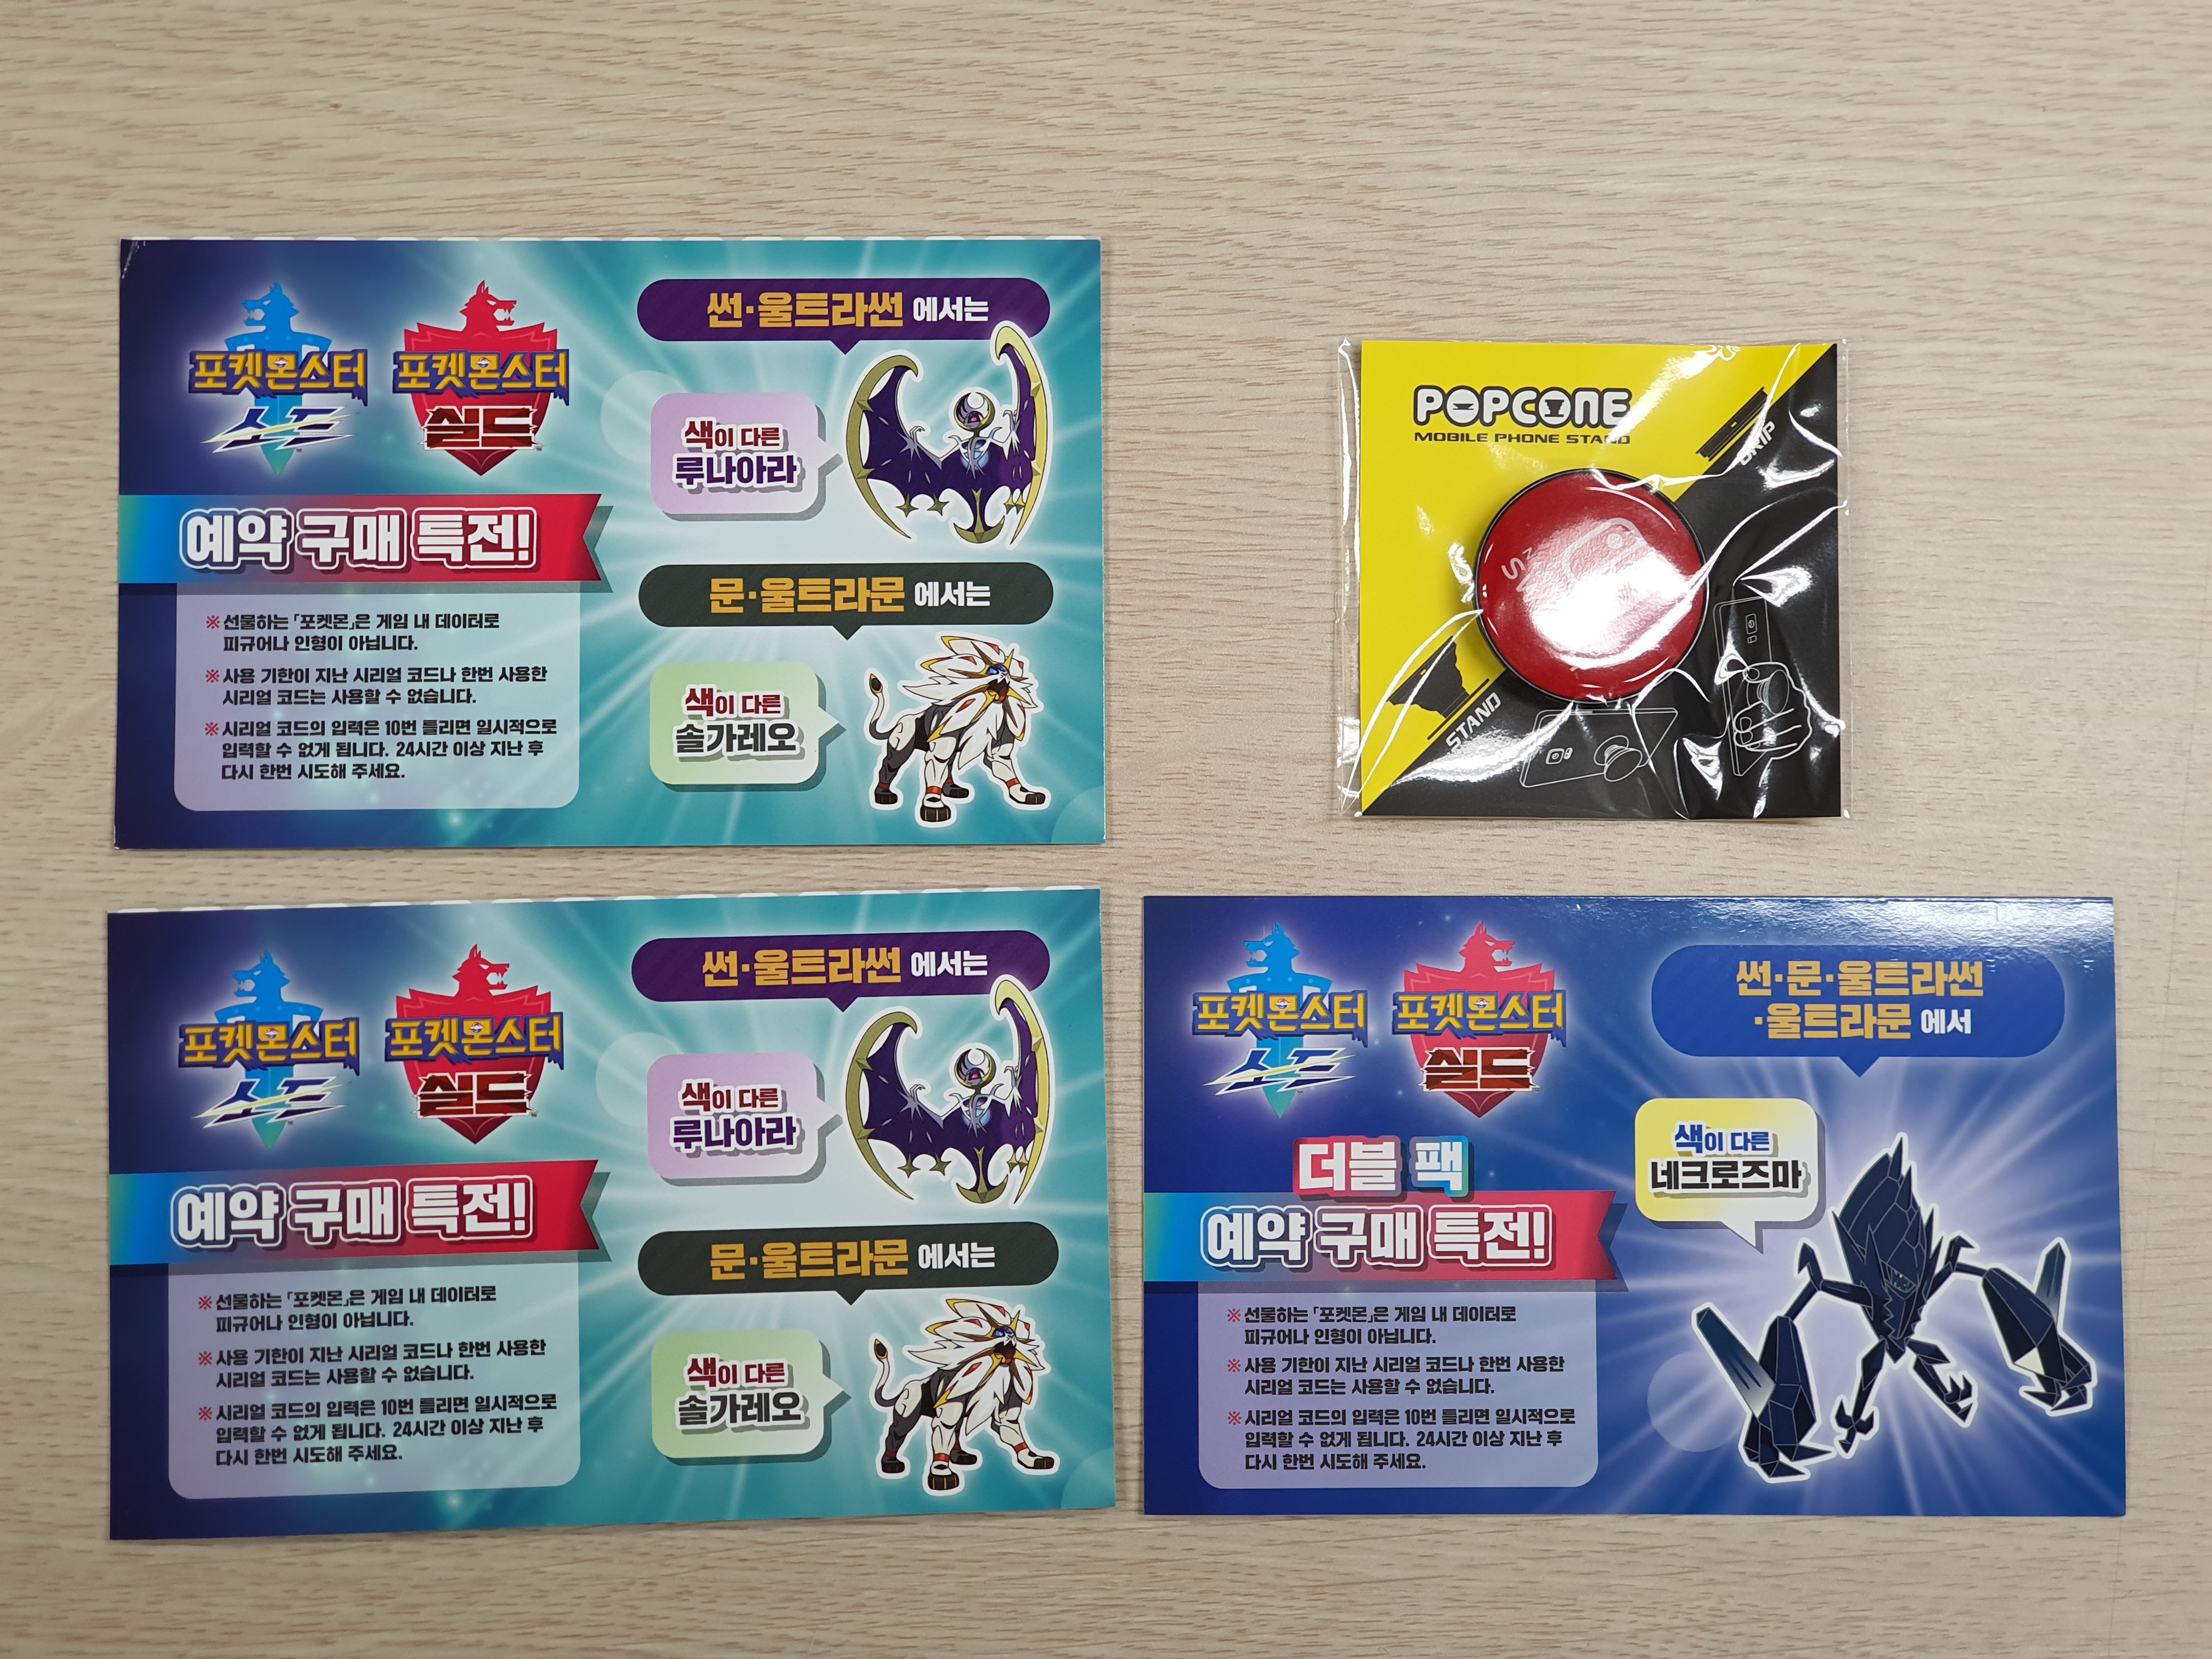 포켓몬스터
소드
포켓몬스터
실드
예약 구매 특전!
※ 선물하는 「포켓몬」은 게임 내 데이터로
피규어나 인형이 아닙니다.
※ 사용 기한이 지난 시리얼 코드나 한번 사용한
시리얼 코드는 사용할 수 없습니다.
※ 시리얼 코드의 입력은 10번 틀리면 일시적으로
입력할 수 없게 됩니다. 24시간 이상 지난 후
다시 한번 시도해 주세요.
썬·울트라썬 에서는
색이 다른
루나아라
문·울트라문 에서는
색이 다른
솔가레오
POPCONE
MOBILE PHONE STAND
GRIP
STAND
포켓몬스터
소드
포켓몬스터
실드
예약 구매 특전!
※ 선물하는 「포켓몬」은 게임 내 데이터로
피규어나 인형이 아닙니다.
※ 사용 기한이 지난 시리얼 코드나 한번 사용한
시리얼 코드는 사용할 수 없습니다.
※ 시리얼 코드의 입력은 10번 틀리면 일시적으로
입력할 수 없게 됩니다. 24시간 이상 지난 후
다시 한번 시도해 주세요.
썬·울트라썬 에서는
색이 다른
루나아라
문·울트라문 에서는
색이 다른
솔가레오
포켓몬스터
소드
포켓몬스터
실드
더블 팩
예약 구매 특전!
※ 선물하는 「포켓몬」은 게임 내 데이터로
피규어나 인형이 아닙니다.
※ 사용 기한이 지난 시리얼 코드나 한번 사용한
시리얼 코드는 사용할 수 없습니다.
※ 시리얼 코드의 입력은 10번 틀리면 일시적으로
입력할 수 없게 됩니다. 24시간 이상 지난 후
다시 한번 시도해 주세요.
썬·문·울트라썬
·울트라문 에서
색이 다른
네크로즈마